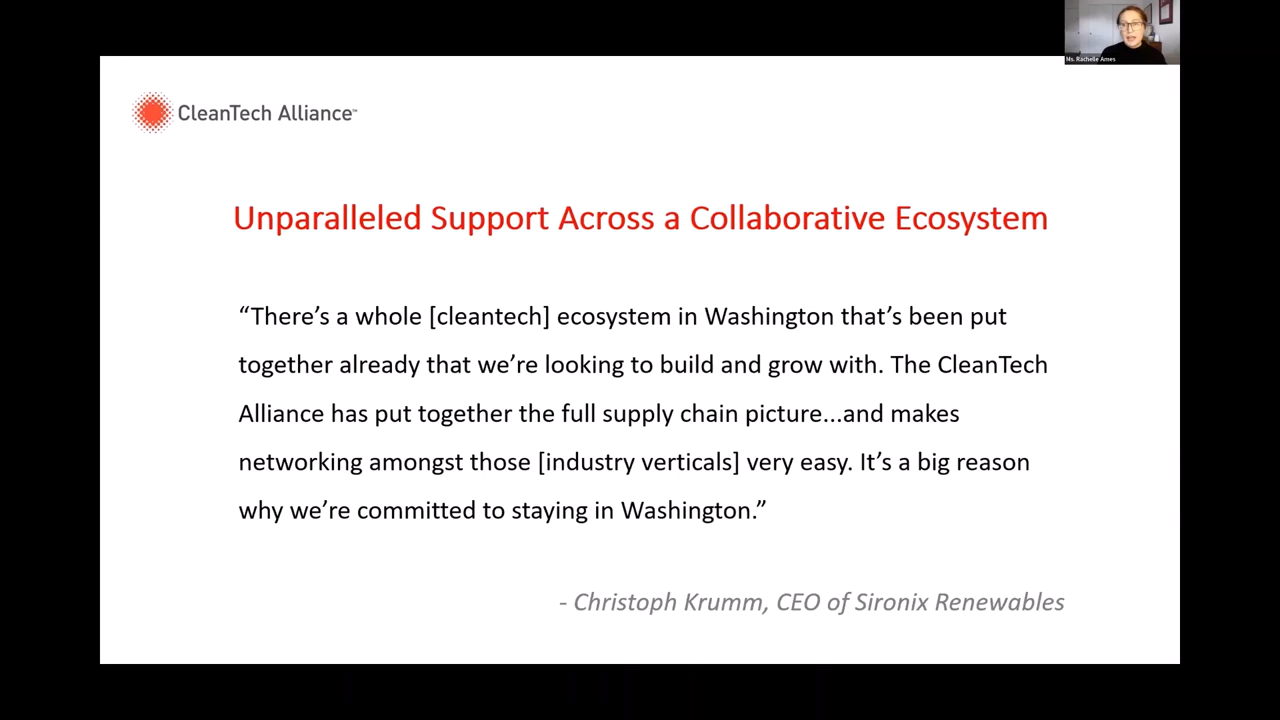 Ms. Rachelle Ames
CleanTech Alliance™
Unparalleled Support Across a Collaborative Ecosystem
“There’s a whole [cleantech] ecosystem in Washington that’s been put
together already that we’re looking to build and grow with. The CleanTech
Alliance has put together the full supply chain picture...and makes
networking amongst those [industry verticals] very easy. It’s a big reason
why we’re committed to staying in Washington.”
- Christoph Krumm, CEO of Sironix Renewables